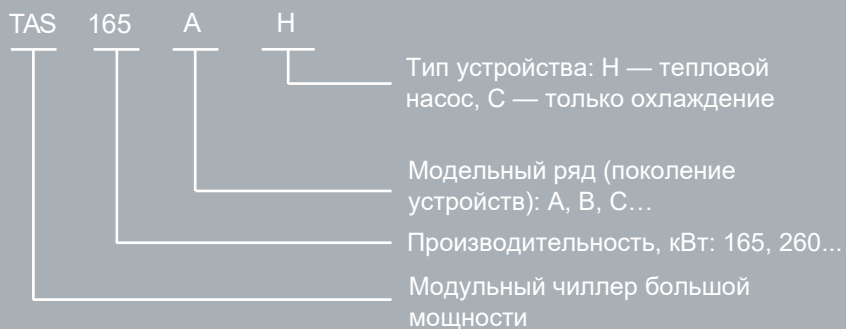 TAS 165 A H
Тип устройства: H — тепловой
насос, C — только охлаждение
Модельный ряд (поколение
устройств): A, B, C…
Производительность, кВт: 165, 260...
Модульный чиллер большой
мощности